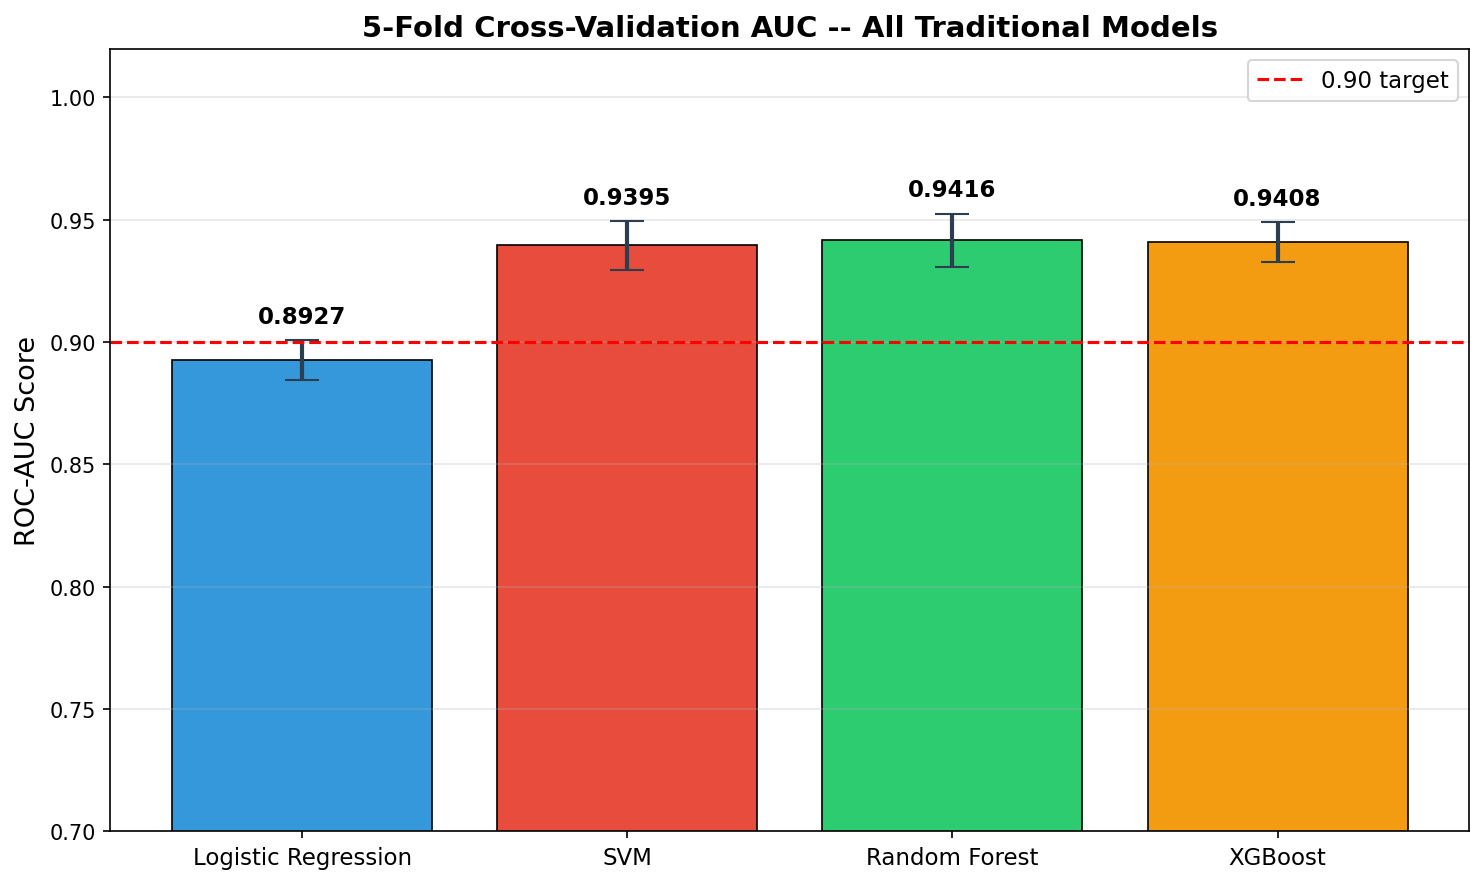 5-Fold Cross-Validation AUC -- All Traditional Models
0.90 target
ROC-AUC Score
1.00
0.95
0.90
0.85
0.80
0.75
0.70
0.8927
0.9395
0.9416
0.9408
Logistic Regression
SVM
Random Forest
XGBoost